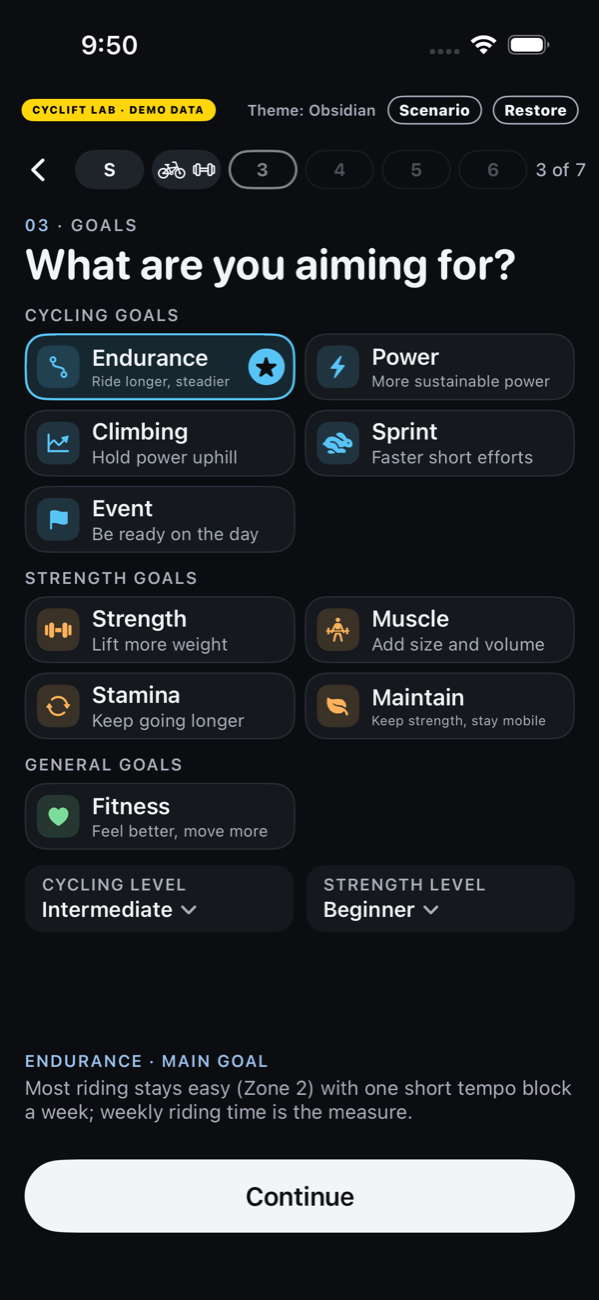 9:50
CYCLIFT LAB · DEMO DATA
Theme: Obsidian
Scenario
Restore
S
3
4
5
6
3 of 7
03 · GOALS
What are you aiming for?
CYCLING GOALS
Endurance
Ride longer, steadier
Power
More sustainable power
Climbing
Hold power uphill
Sprint
Faster short efforts
Event
Be ready on the day
STRENGTH GOALS
Strength
Lift more weight
Muscle
Add size and volume
Stamina
Keep going longer
Maintain
Keep strength, stay mobile
GENERAL GOALS
Fitness
Feel better, move more
CYCLING LEVEL
Intermediate
STRENGTH LEVEL
Beginner
ENDURANCE · MAIN GOAL
Most riding stays easy (Zone 2) with one short tempo block
a week; weekly riding time is the measure.
Continue